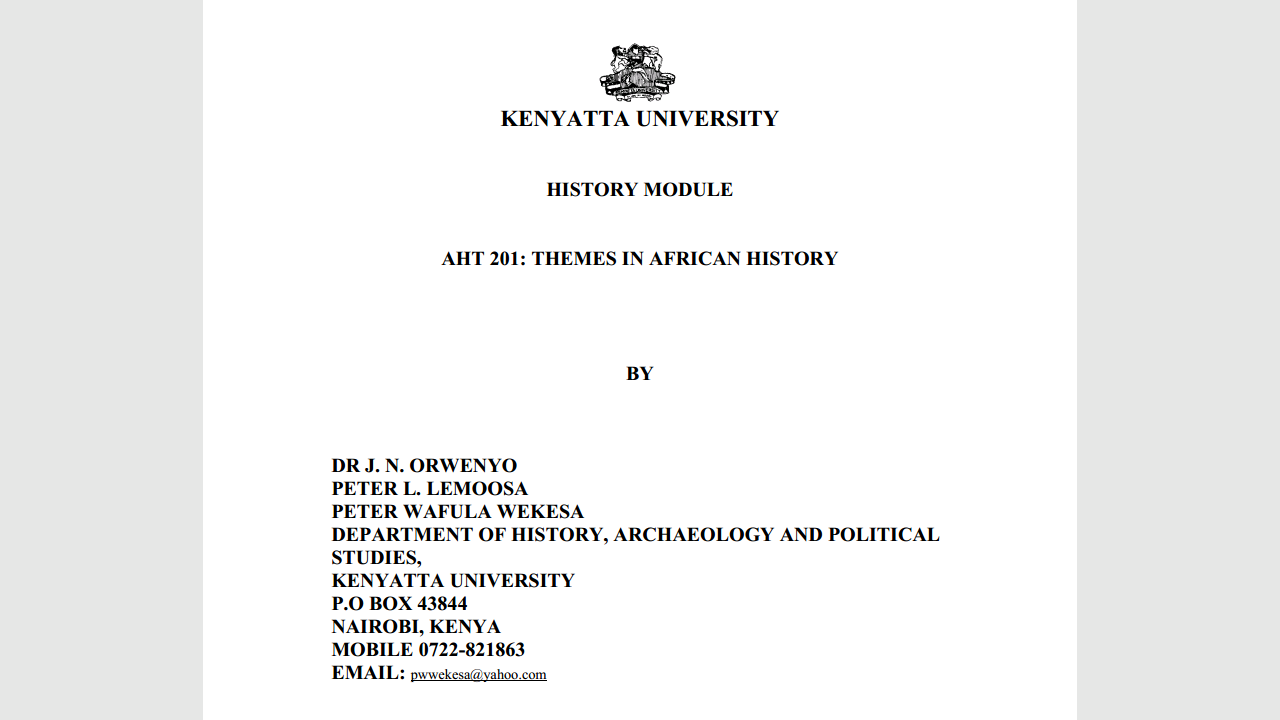 KENYATTA UNIVERSITY
HISTORY MODULE
AHT 201: THEMES IN AFRICAN HISTORY
BY
DR J. N. ORWENYO
PETER L. LEMOOSA
PETER WAFULA WEKESA
DEPARTMENT OF HISTORY, ARCHAEOLOGY AND POLITICAL
STUDIES,
KENYATTA UNIVERSITY
P.O BOX 43844
NAIROBI, KENYA
MOBILE 0722-821863
EMAIL: pwwekesa@yahoo.com